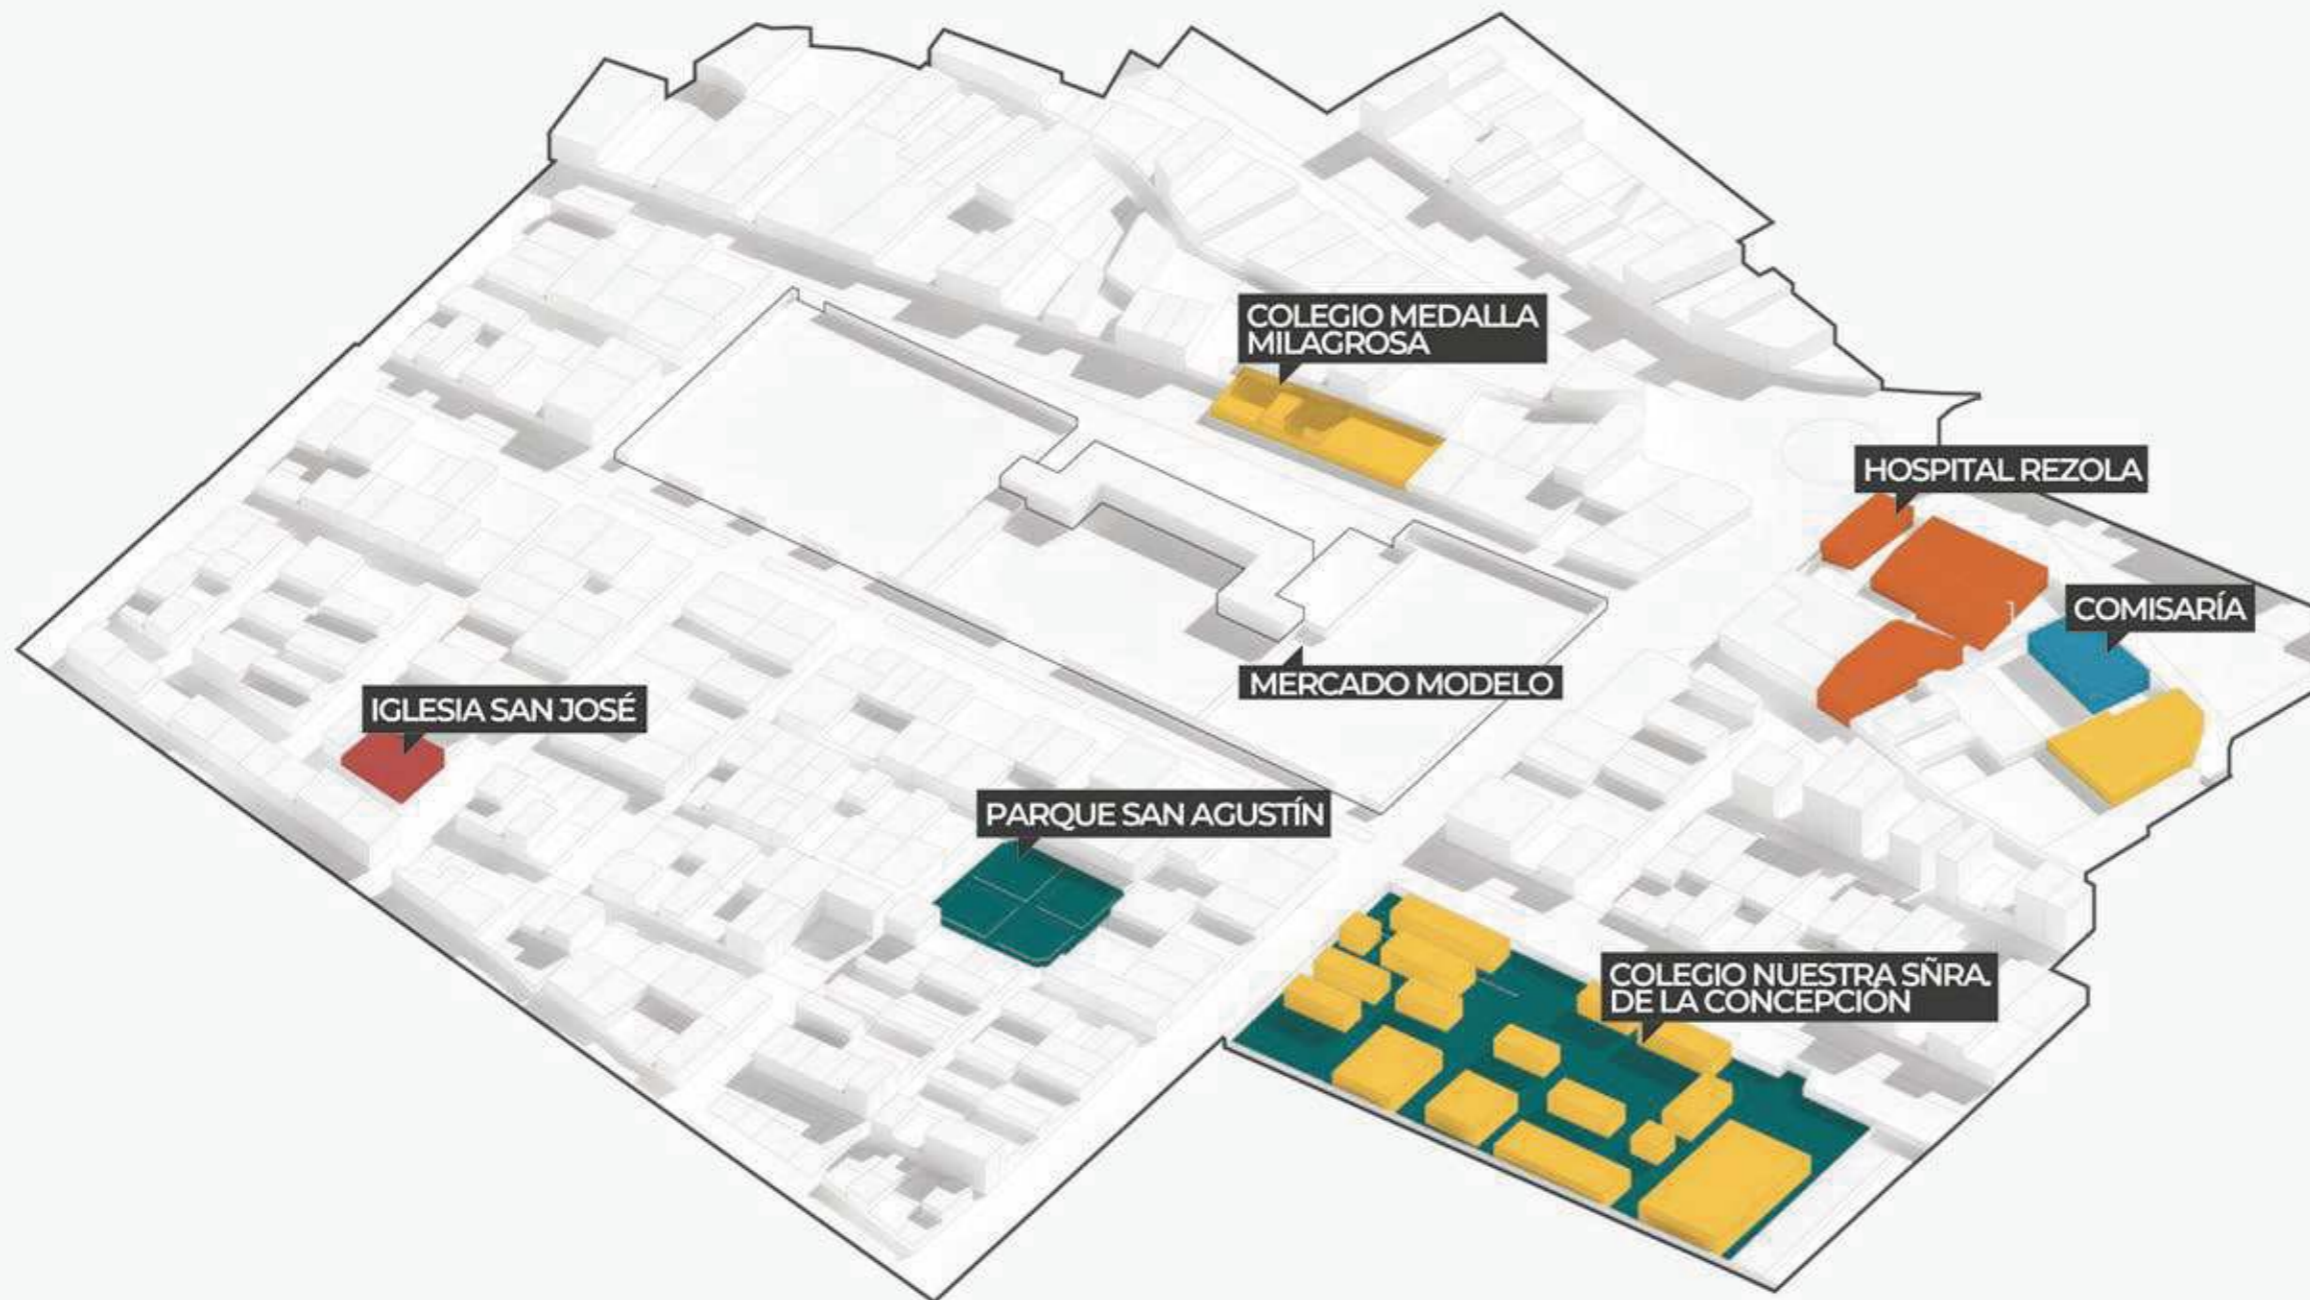 COLEGIO MEDALLA
MILAGROSA
HOSPITAL REZOLA
COMISARÍA
MERCADO MODELO
IGLESIA SAN JOSÉ
PARQUE SAN AGUSTÍN
COLEGIO NUESTRA SÑRA.
DE LA CONCEPCIÓN